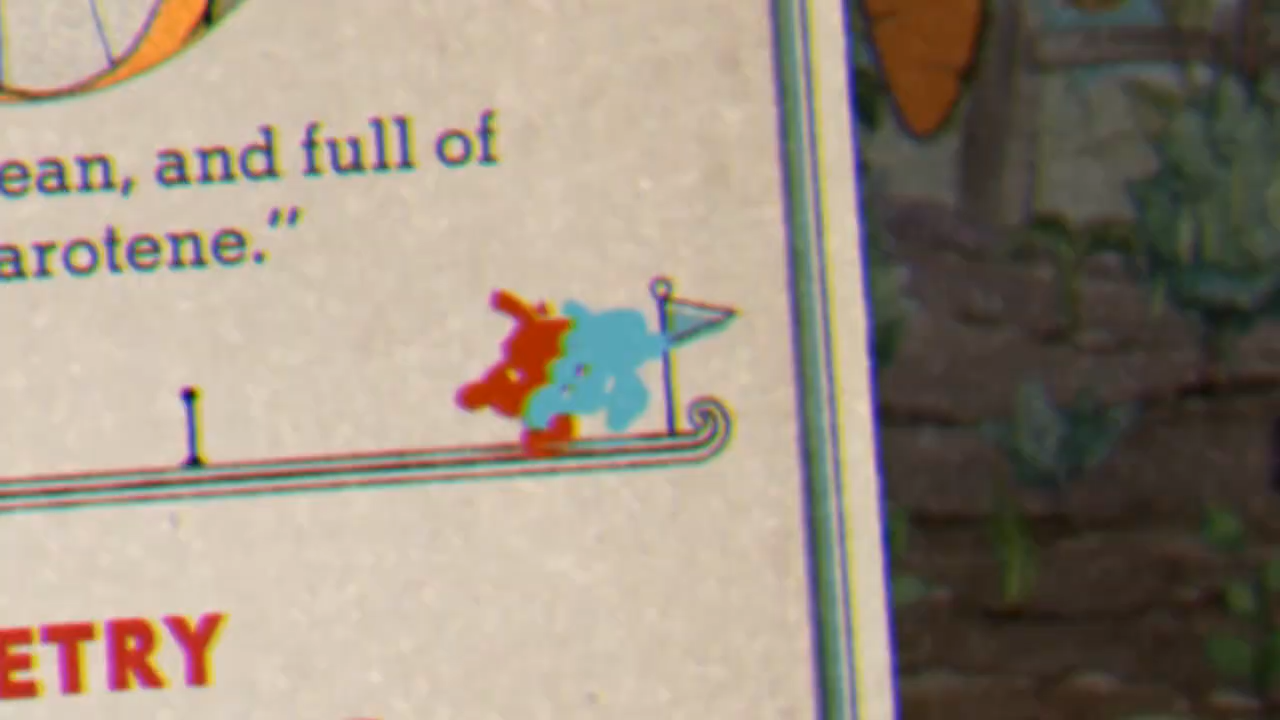 ean, and full of
arotene.”
ETRY